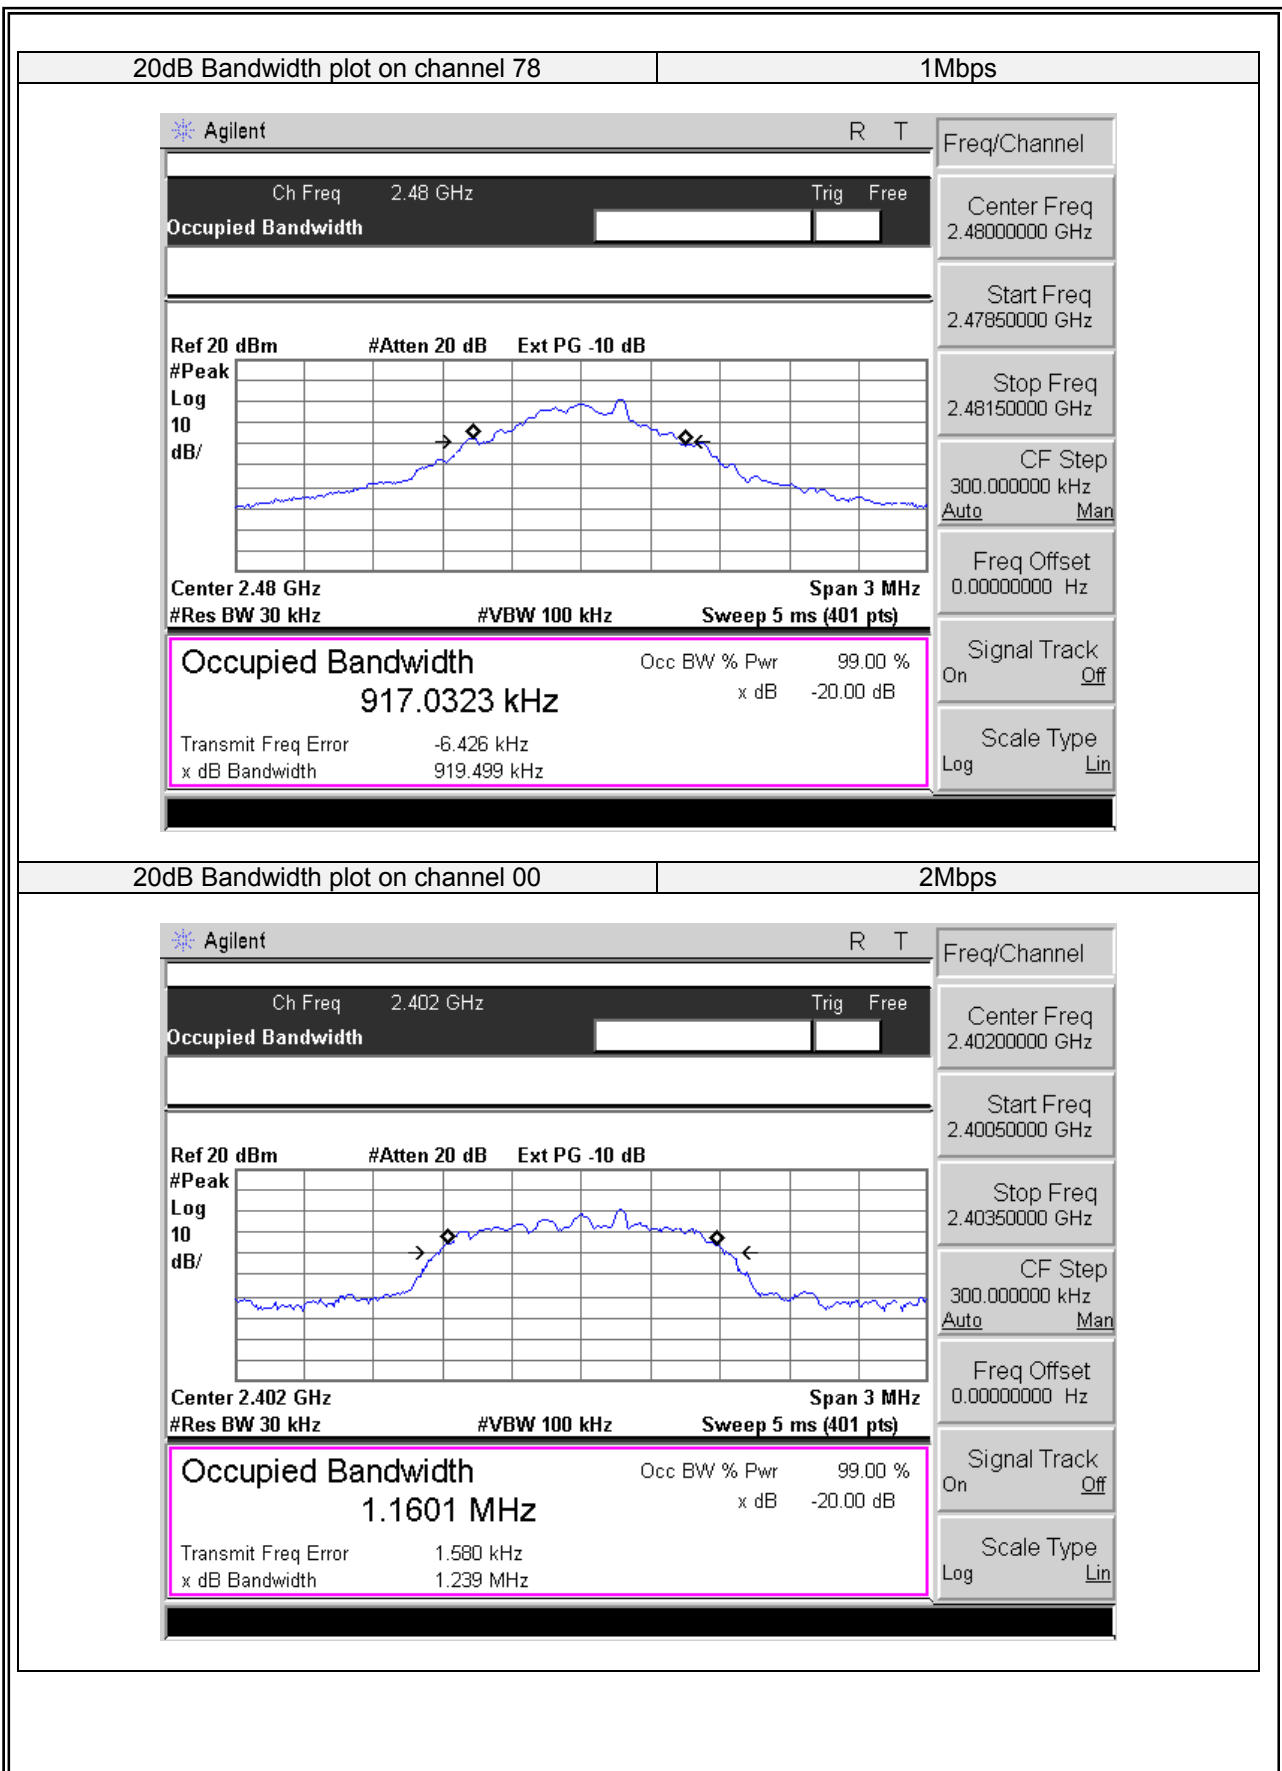 20dB Bandwidth plot on channel 78 1Mbps
Agilent R T
Freq/Channel
Ch Freq 2.48 GHz Trig Free
Occupied Bandwidth
Center Freq
2.48000000 GHz
Start Freq
2.47850000 GHz
Ref 20 dBm #Atten 20 dB Ext PG -10 dB
#Peak
Log
10
dB/
Stop Freq
2.48150000 GHz
CF Step
300.000000 kHz
Auto Man
Freq Offset
0.00000000 Hz
Center 2.48 GHz Span 3 MHz
#Res BW 30 kHz #VBW 100 kHz Sweep 5 ms (401 pts)
Occupied Bandwidth Occ BW % Pwr 99.00 %
917.0323 kHz x dB -20.00 dB
Transmit Freq Error -6.426 kHz
x dB Bandwidth 919.499 kHz
Signal Track
On Off
Scale Type
Log Lin
20dB Bandwidth plot on channel 00 2Mbps
Agilent R T
Freq/Channel
Ch Freq 2.402 GHz Trig Free
Occupied Bandwidth
Center Freq
2.40200000 GHz
Start Freq
2.40050000 GHz
Ref 20 dBm #Atten 20 dB Ext PG -10 dB
#Peak
Log
10
dB/
Stop Freq
2.40350000 GHz
CF Step
300.000000 kHz
Auto Man
Freq Offset
0.00000000 Hz
Center 2.402 GHz Span 3 MHz
#Res BW 30 kHz #VBW 100 kHz Sweep 5 ms (401 pts)
Occupied Bandwidth Occ BW % Pwr 99.00 %
1.1601 MHz x dB -20.00 dB
Transmit Freq Error 1.580 kHz
x dB Bandwidth 1.239 MHz
Signal Track
On Off
Scale Type
Log Lin